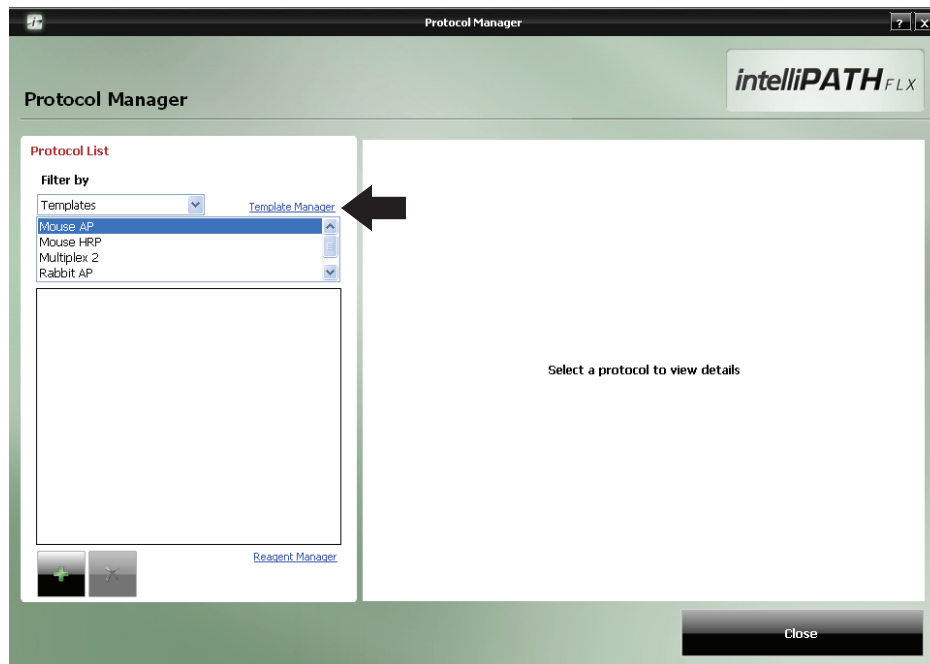 Protocol Manager
? X
intelliPATH FLX
Protocol Manager
Protocol List
Filter by
Templates
Template Manager
Mouse AP
Mouse HRP
Multiplex 2
Rabbit AP
Select a protocol to view details
Reagent Manager
Close